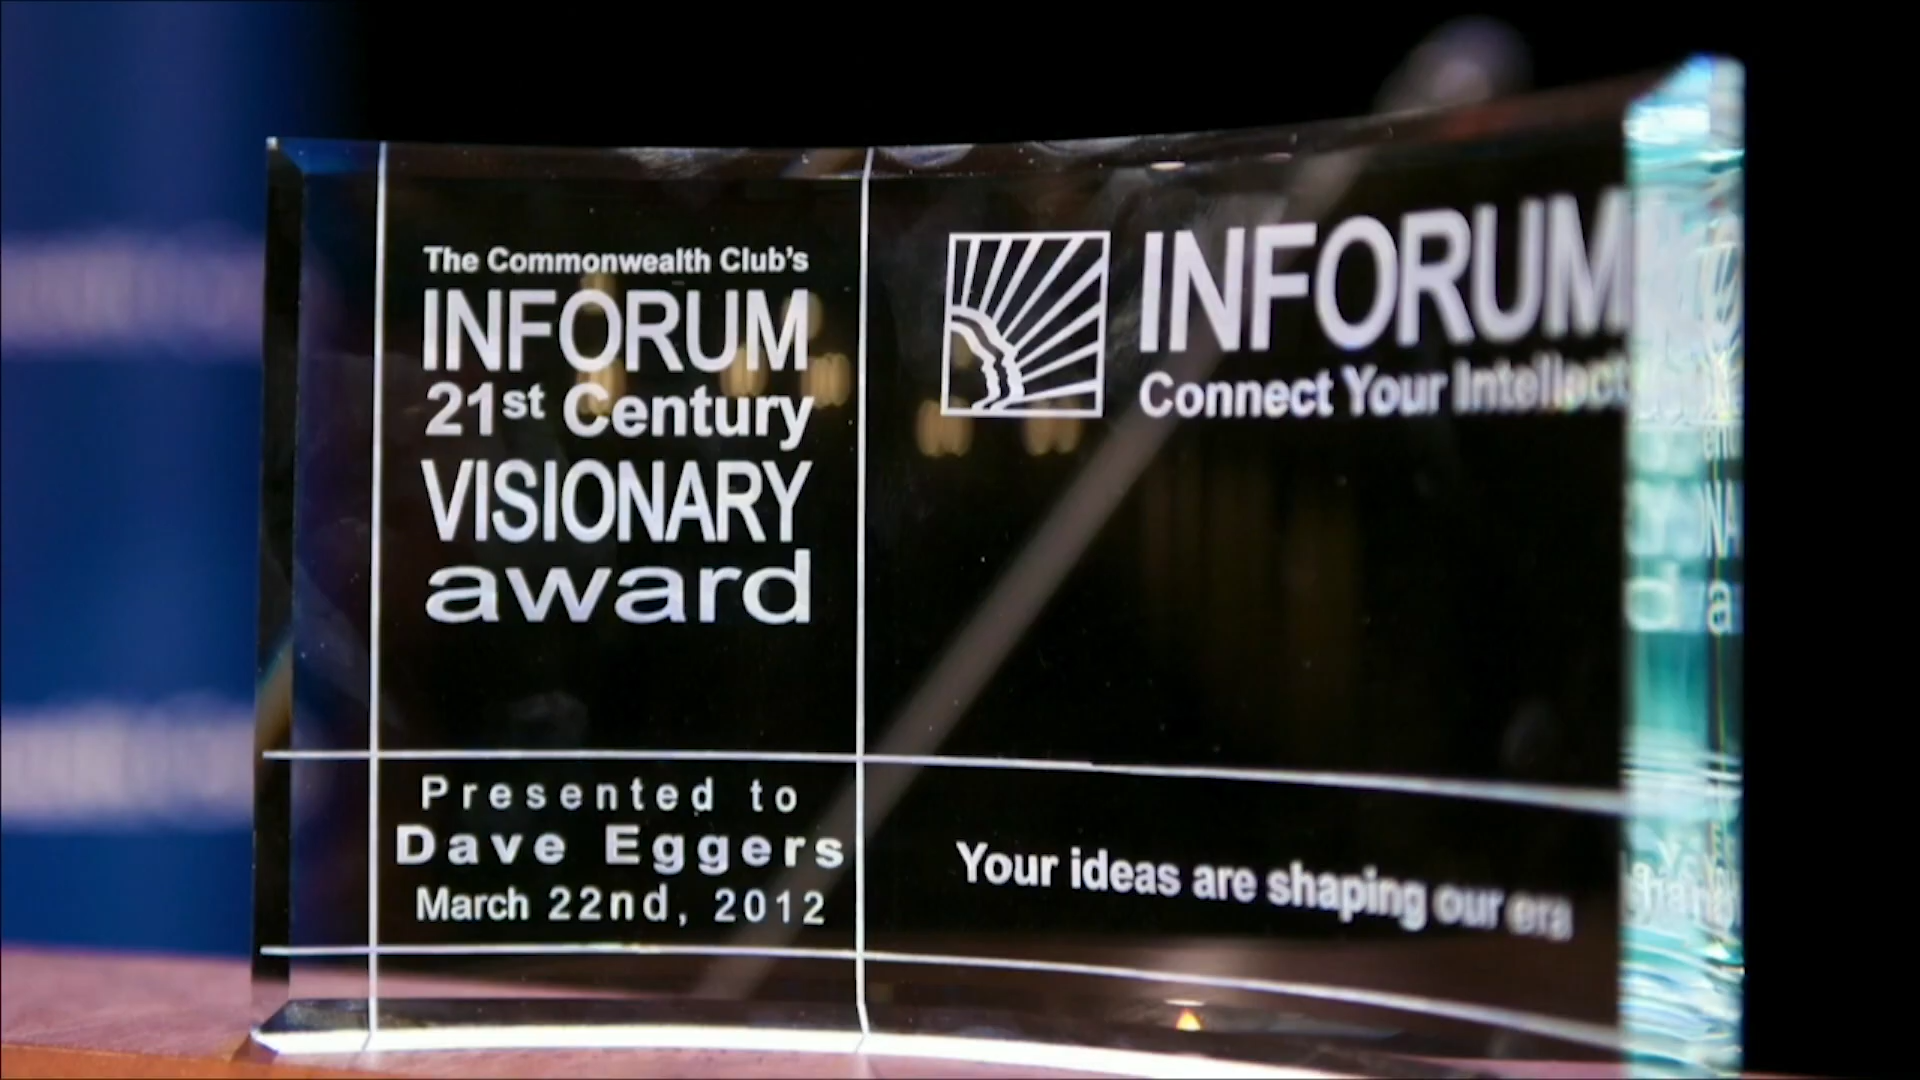 The Commonwealth Club's
INFORUM
21st Century
VISIONARY
award
Presented to
Dave Eggers
March 22nd, 2012
INFORUM
Connect Your Intellect
Your ideas are shaping our era